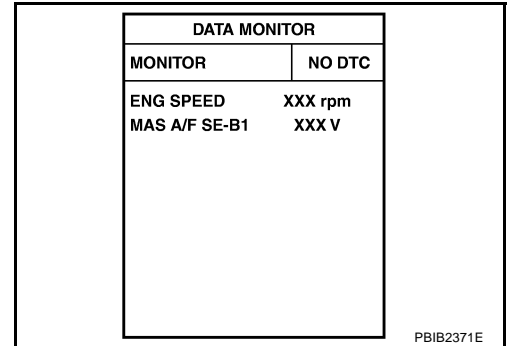 DATA MONITOR
MONITOR NO DTC
ENG SPEED XXX rpm
MAS A/F SE-B1 XXX V
PBIB2371E